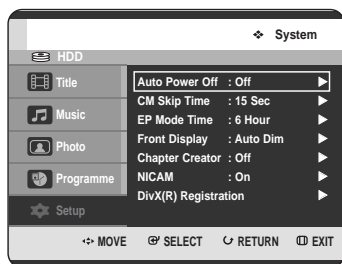 ❖ System
HDD
Title
Music
Photo
Programme
Setup
Auto Power Off : Off ▶
CM Skip Time : 15 Sec ▶
EP Mode Time : 6 Hour ▶
Front Display : Auto Dim ▶
Chapter Creator : Off ▶
NICAM : On ▶
DivX(R) Registration ▶
MOVE SELECT RETURN EXIT